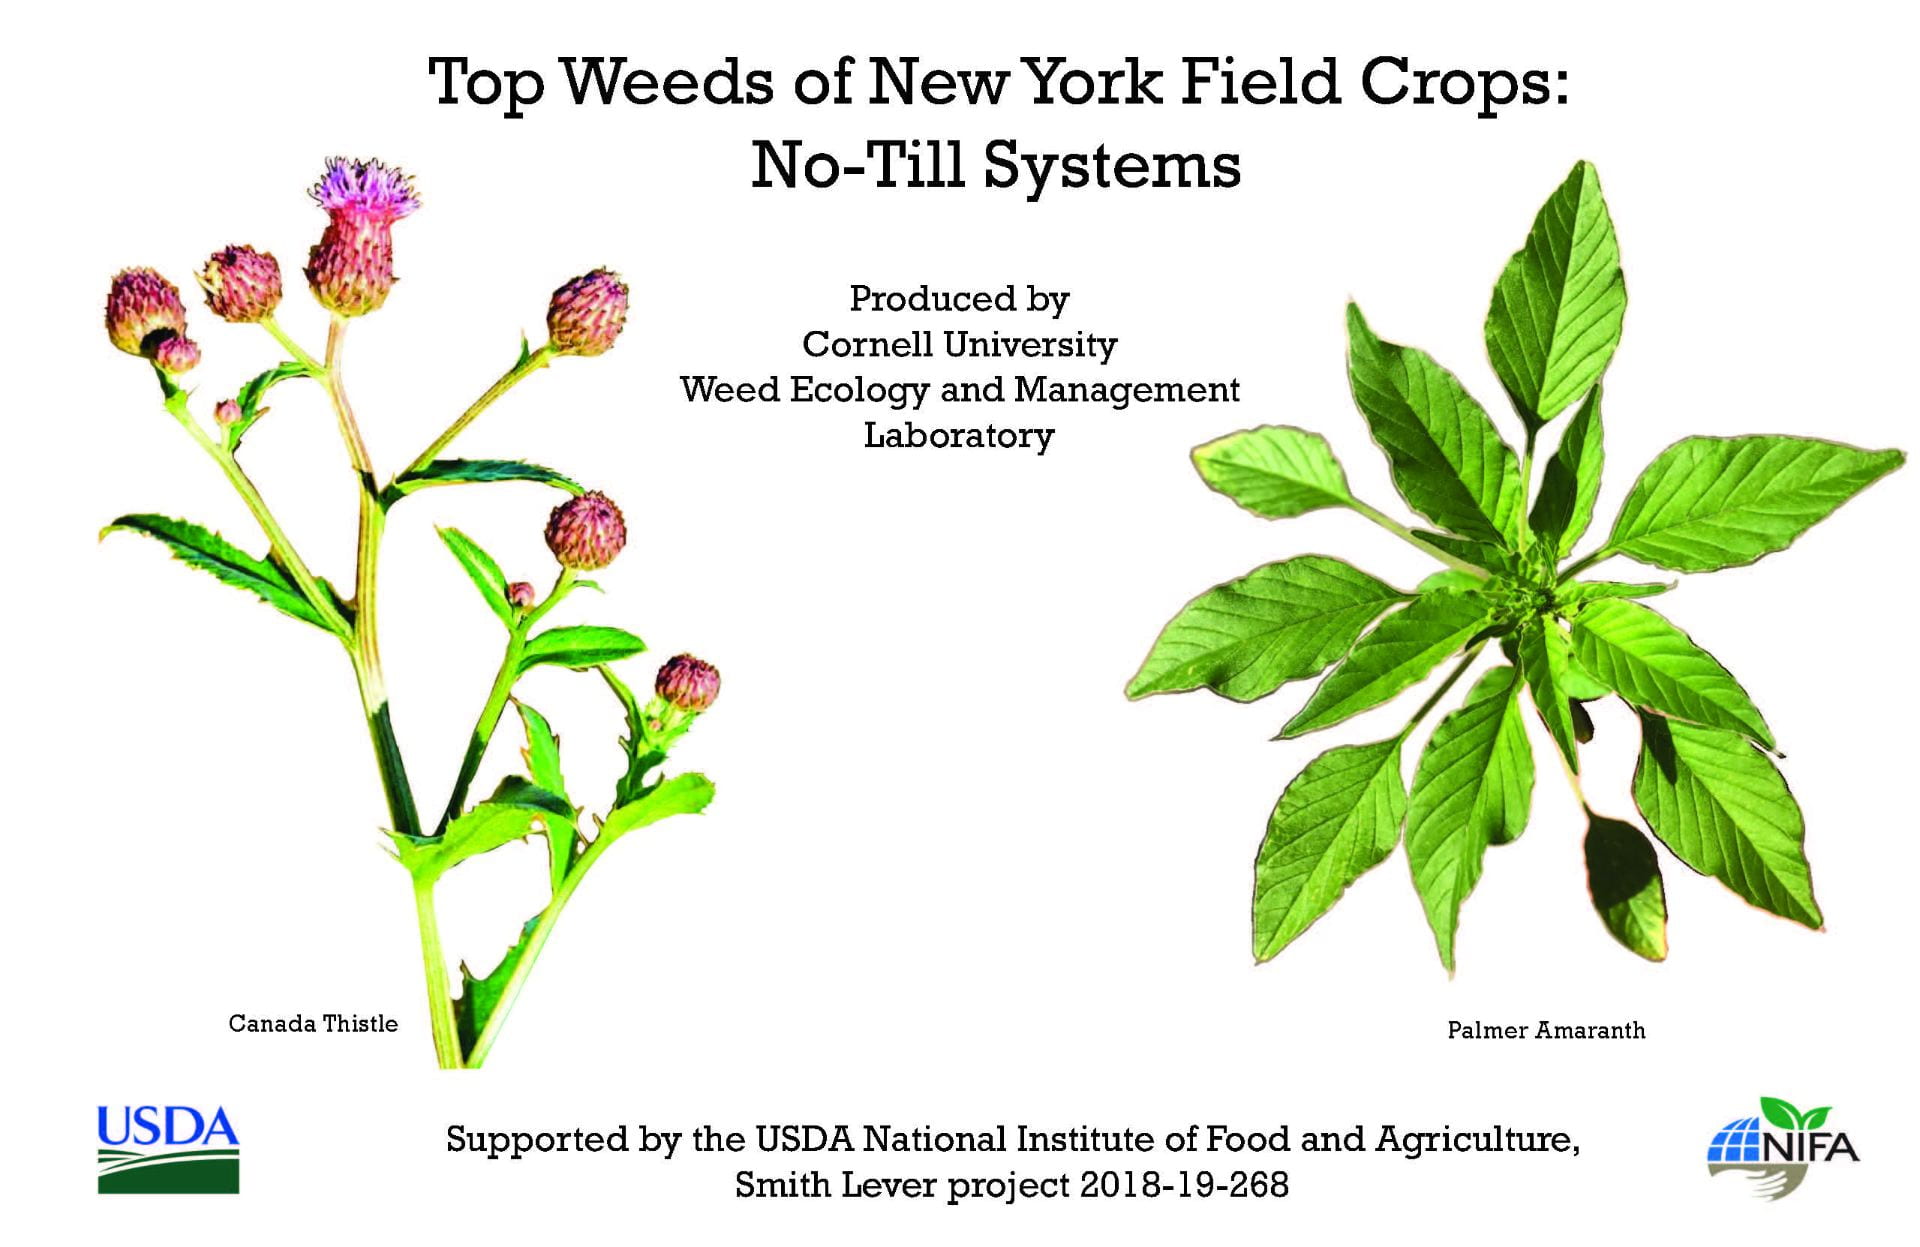 Top Weeds of New York Field Crops:
No-Till Systems
Produced by
Cornell University
Weed Ecology and Management
Laboratory
Canada Thistle
Palmer Amaranth
USDA
Supported by the USDA National Institute of Food and Agriculture,
Smith Lever project 2018-19-268
NIFA